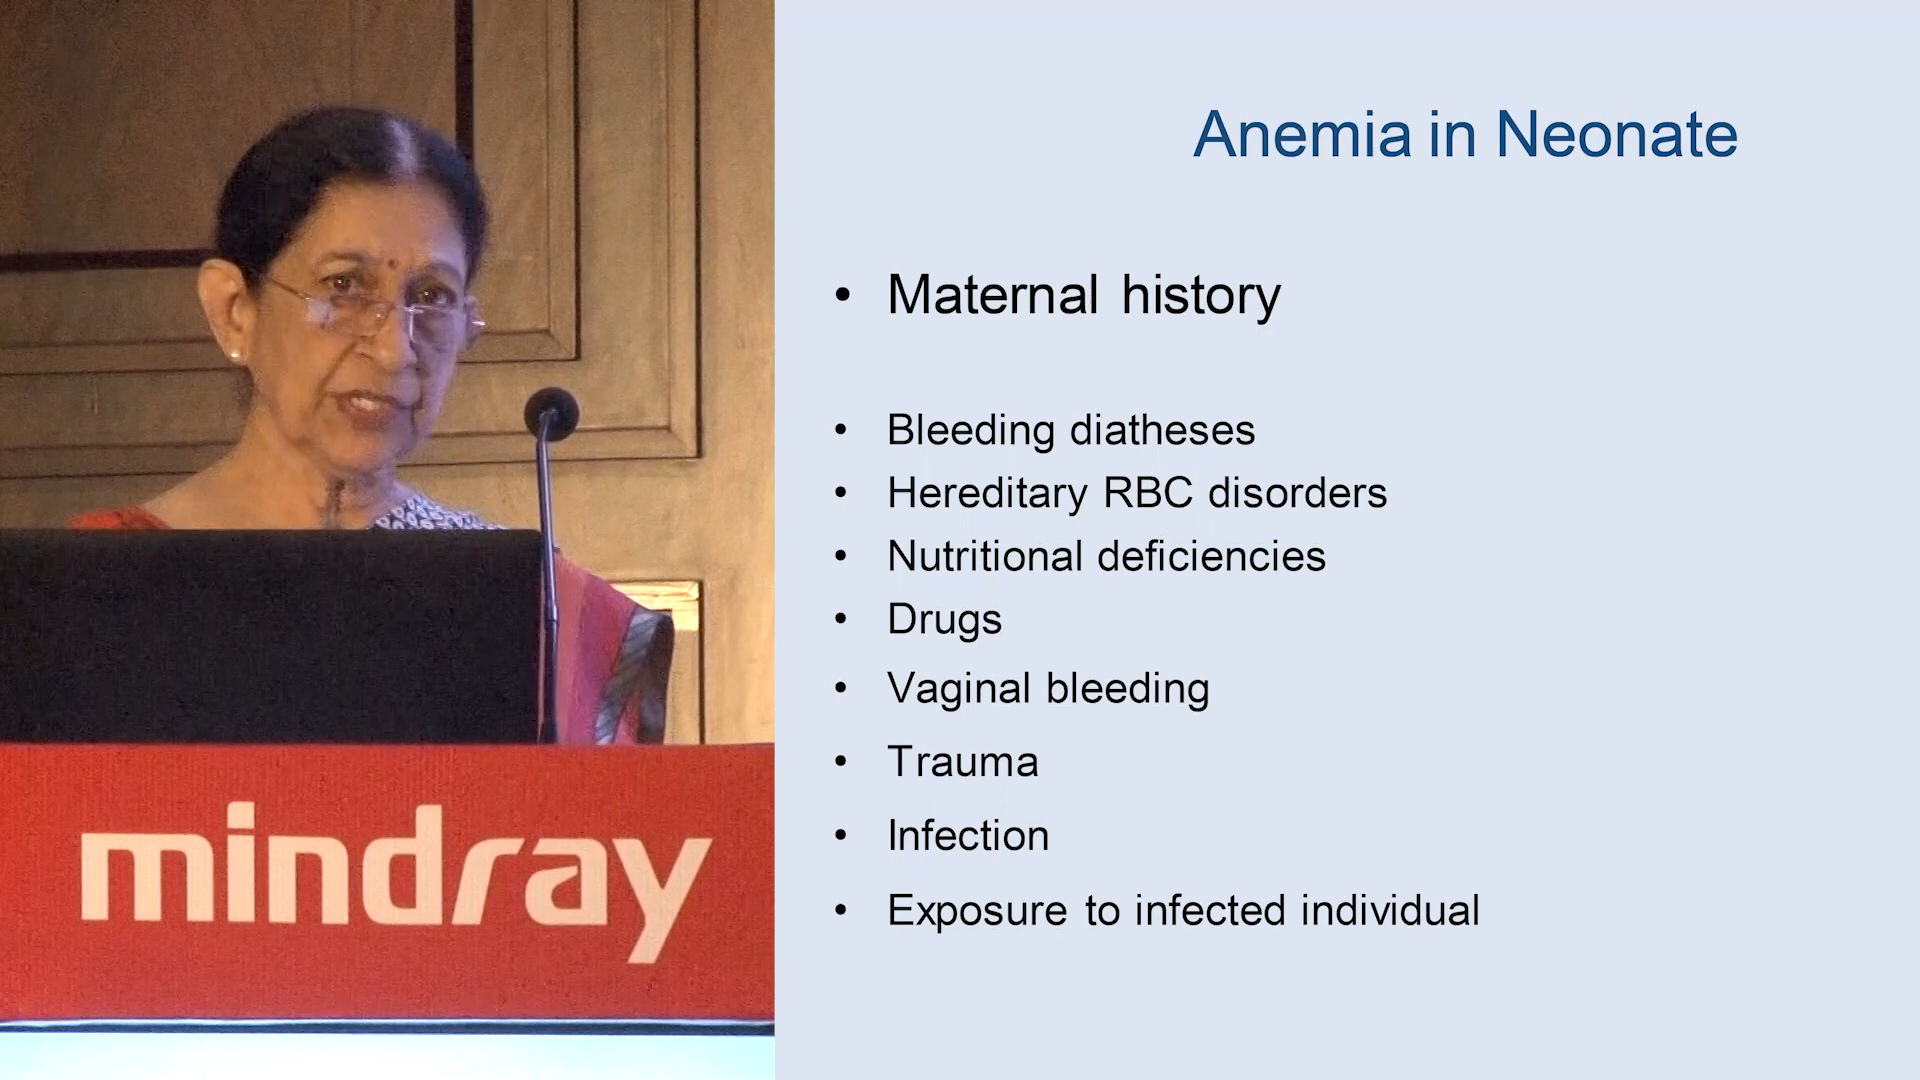 Anemia in Neonate
• Maternal history
• Bleeding diatheses
• Hereditary RBC disorders
• Nutritional deficiencies
• Drugs
• Vaginal bleeding
• Trauma
• Infection
• Exposure to infected individual
mindray